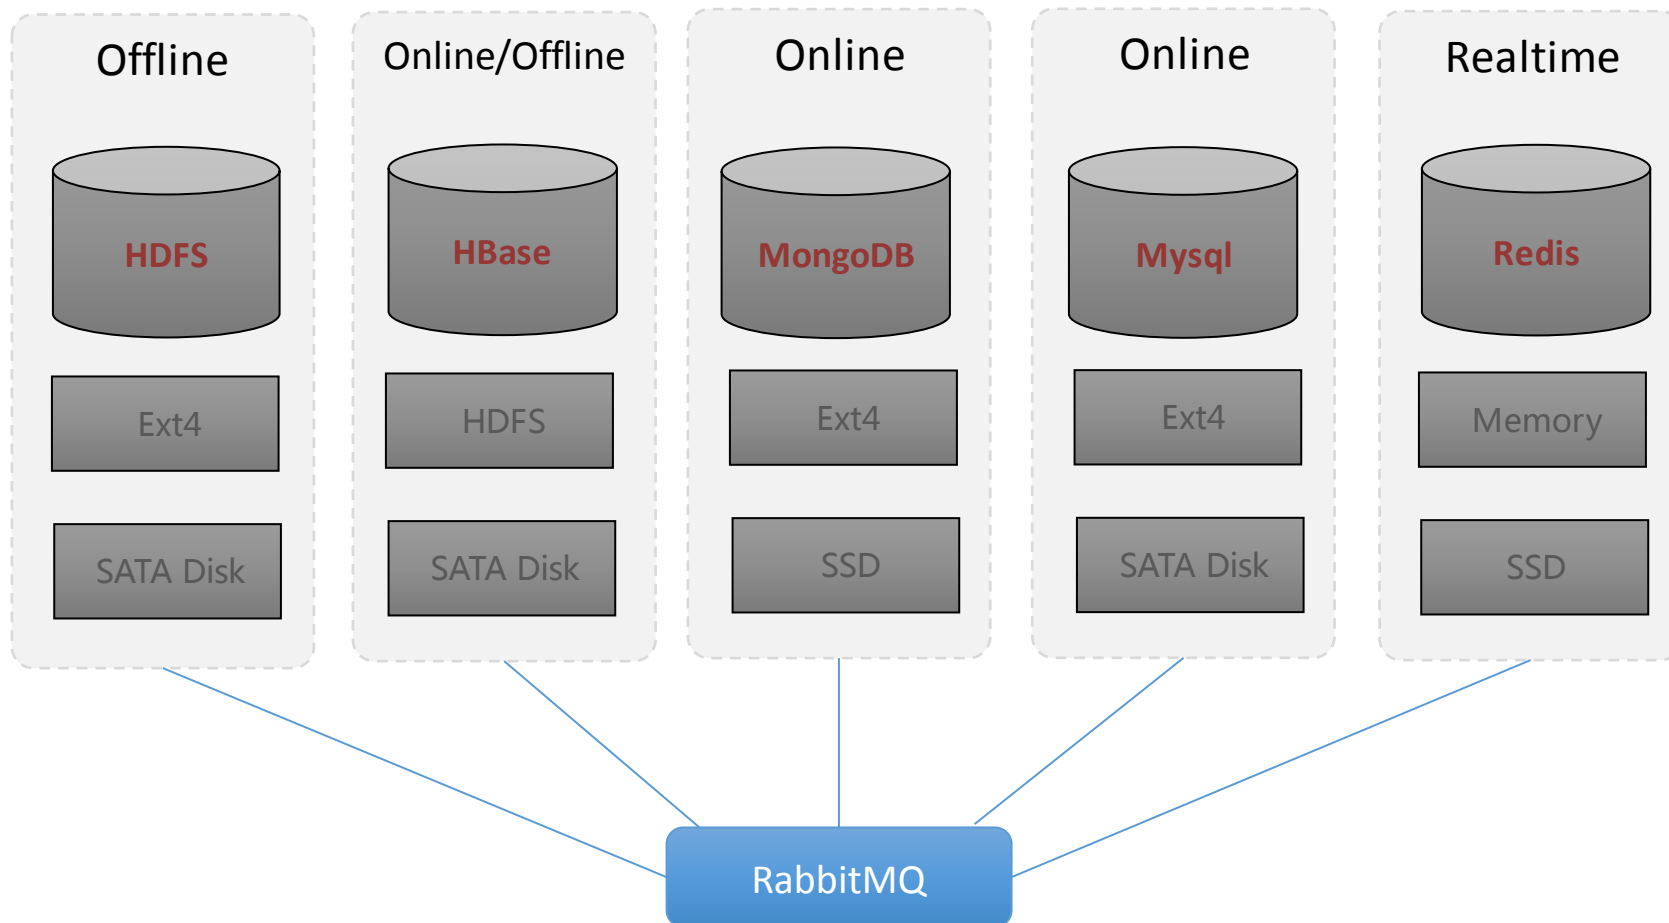 Offline
Online/Offline
Online
Online
Realtime
HDFS
HBase
MongoDB
Mysql
Redis
Ext4
HDFS
Ext4
Ext4
Memory
SATA Disk
SATA Disk
SSD
SATA Disk
SSD
RabbitMQ